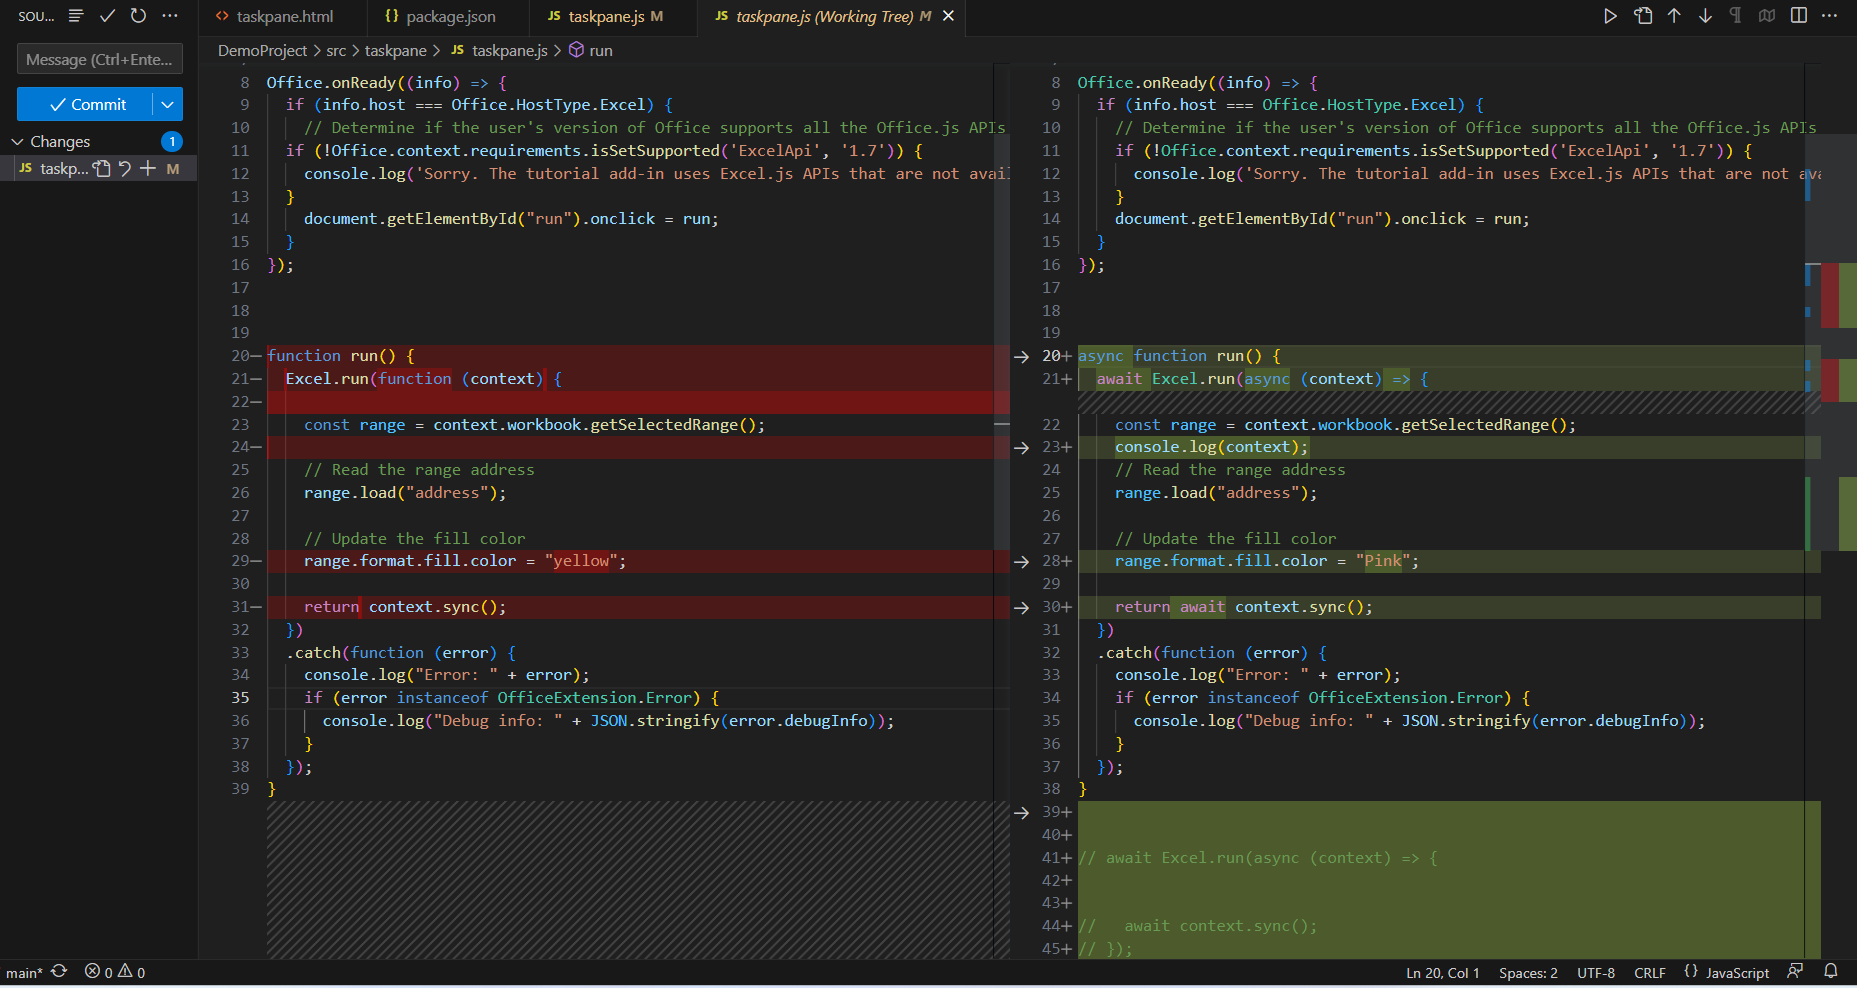 SOU...
taskpane.html
{} package.json
JS taskpane.js M
JS taskpane.js (Working Tree) M
DemoProject > src > taskpane > JS taskpane.js > run
Message (Ctrl+Ente...
Commit
Changes 1
JS taskp... M
8 Office.onReady((info) => {
9 if (info.host === Office.HostType.Excel) {
10 // Determine if the user's version of Office supports all the Office.js APIs
11 if (!Office.context.requirements.isSetSupported('ExcelApi', '1.7')) {
12 console.log('Sorry. The tutorial add-in uses Excel.js APIs that are not avail
13 }
14 document.getElementById("run").onclick = run;
15 }
16 });
17
18
19
20— function run() {
21— Excel.run(function (context) {
22—
23 const range = context.workbook.getSelectedRange();
24—
25 // Read the range address
26 range.load("address");
27
28 // Update the fill color
29— range.format.fill.color = "yellow";
30
31— return context.sync();
32 })
33 .catch(function (error) {
34 console.log("Error: " + error);
35 if (error instanceof OfficeExtension.Error) {
36 console.log("Debug info: " + JSON.stringify(error.debugInfo));
37 }
38 });
39 }
8 Office.onReady((info) => {
9 if (info.host === Office.HostType.Excel) {
10 // Determine if the user's version of Office supports all the Office.js APIs
11 if (!Office.context.requirements.isSetSupported('ExcelApi', '1.7')) {
12 console.log('Sorry. The tutorial add-in uses Excel.js APIs that are not ava
13 }
14 document.getElementById("run").onclick = run;
15 }
16 });
17
18
19
20+ async function run() {
21+ await Excel.run(async (context) => {
22 const range = context.workbook.getSelectedRange();
23+ console.log(context);
24 // Read the range address
25 range.load("address");
26
27 // Update the fill color
28+ range.format.fill.color = "Pink";
29
30+ return await context.sync();
31 })
32 .catch(function (error) {
33 console.log("Error: " + error);
34 if (error instanceof OfficeExtension.Error) {
35 console.log("Debug info: " + JSON.stringify(error.debugInfo));
36 }
37 });
38 }
39+
40+
41+ // await Excel.run(async (context) => {
42+
43+
44+ // await context.sync();
45+ // });
main* 0 0
Ln 20, Col 1 Spaces: 2 UTF-8 CRLF {} JavaScript